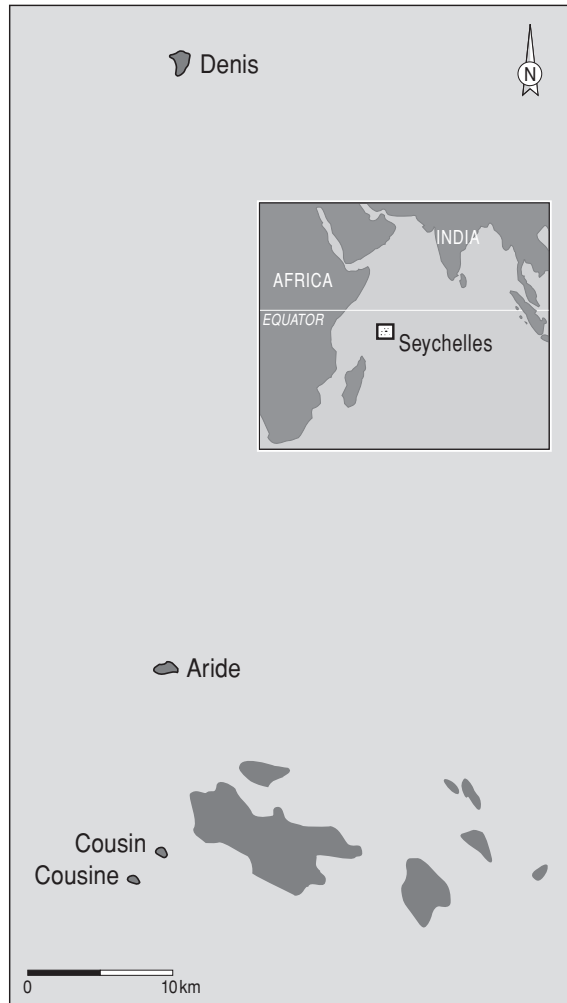 Denis
N
INDIA
AFRICA
EQUATOR
Seychelles
Aride
Cousin
Cousine
0 10 km